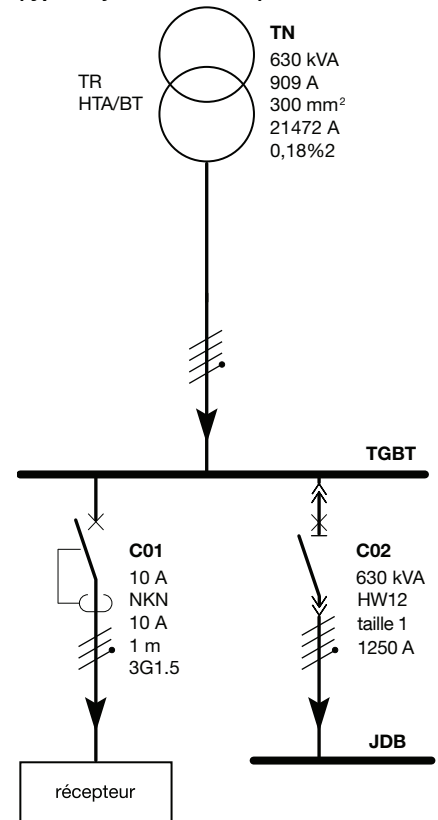 TR
HTA/BT
TN
630 kVA
909 A
300 mm²
21472 A
0,18%2
TGBT
C01
10 A
NKN
10 A
1 m
3G1.5
C02
630 kVA
HW12
taille 1
1250 A
JDB
récepteur